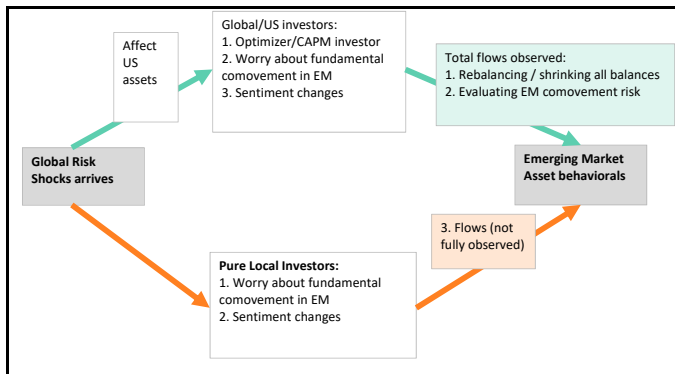 Affect
US
assets
Global/US investors:
1. Optimizer/CAPM investor
2. Worry about fundamental
comovement in EM
3. Sentiment changes
Total flows observed:
1. Rebalancing / shrinking all balances
2. Evaluating EM comovement risk
Global Risk
Shocks arrives
Emerging Market
Asset behaviorals
3. Flows (not
fully observed)
Pure Local Investors:
1. Worry about fundamental
comovement in EM
2. Sentiment changes